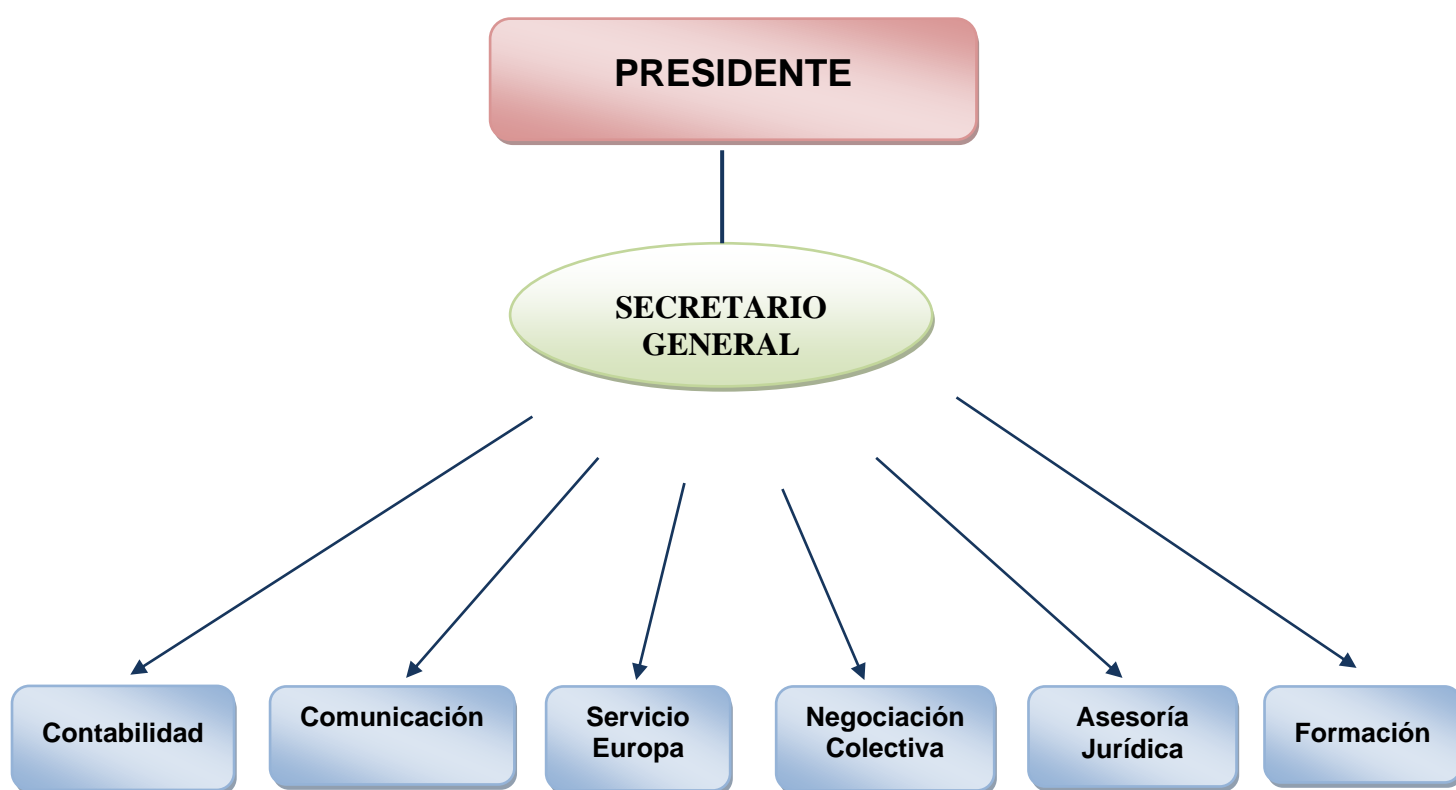 PRESIDENTE
SECRETARIO
GENERAL
Contabilidad
Comunicación
Servicio
Europa
Negociación
Colectiva
Asesoría
Jurídica
Formación